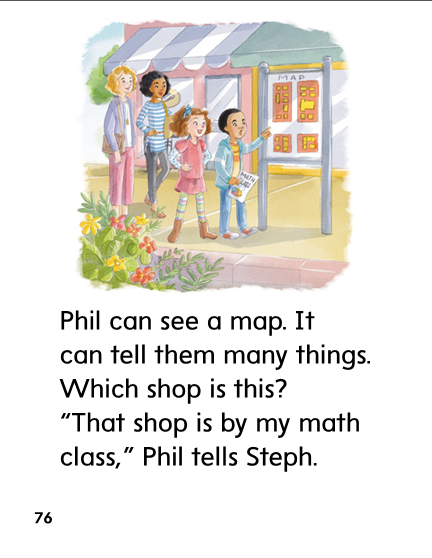 MAP
MATH
LAB!
Phil can see a map. It
can tell them many things.
Which shop is this?
“That shop is by my math
class,” Phil tells Steph.
76